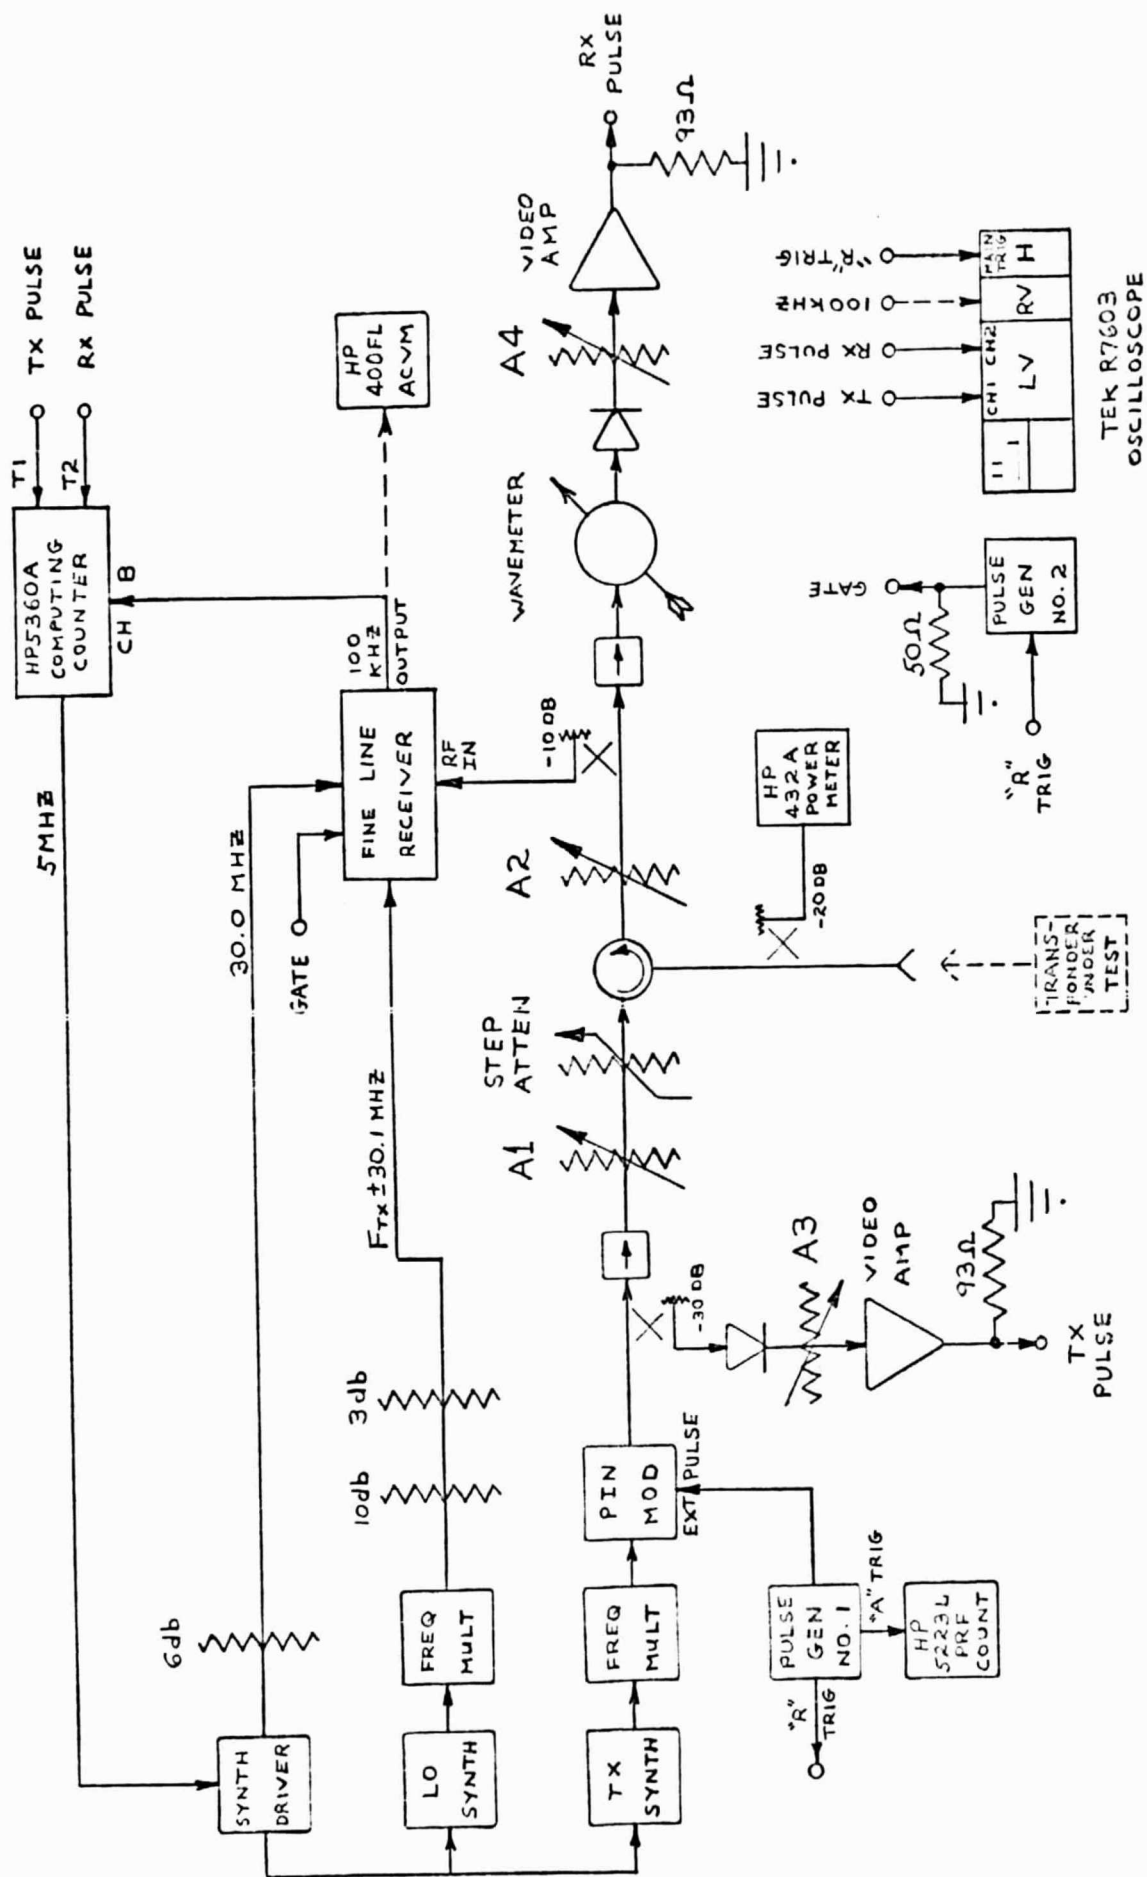 5MHZ
HP5360A
COMPUTING
COUNTER
T1
TX PULSE
T2
RX PULSE
CH B
SYNTH
DRIVER
6db
30.0 MHZ
GATE
FINE LINE
RECEIVER
100
KHZ
OUTPUT
RF
IN
HP
400FL
ACVM
LO
SYNTH
FREQ
MULT
10db
3db
FTX ± 30.1 MHZ
-10DB
TX
SYNTH
FREQ
MULT
PIN
MOD
EXT PULSE
A1
STEP
ATTEN
A2
WAVEMETER
A4
VIDEO
AMP
RX
PULSE
93Ω
-30 DB
A3
VIDEO
AMP
93Ω
TX
PULSE
-20DB
HP
432A
POWER
METER
TRANS-
PONDER
UNDER
TEST
PULSE
GEN
NO. 1
"R"
TRIG
"A" TRIG
HP
5223L
PRF
COUNT
"R"
TRIG
PULSE
GEN
NO. 2
50Ω
GATE
TX PULSE
RX PULSE
100KHZ
"R" TRIG
CH1 CH2
LV
RV
MAIN
TRIG
H
TEK R7603
OSCILLOSCOPE